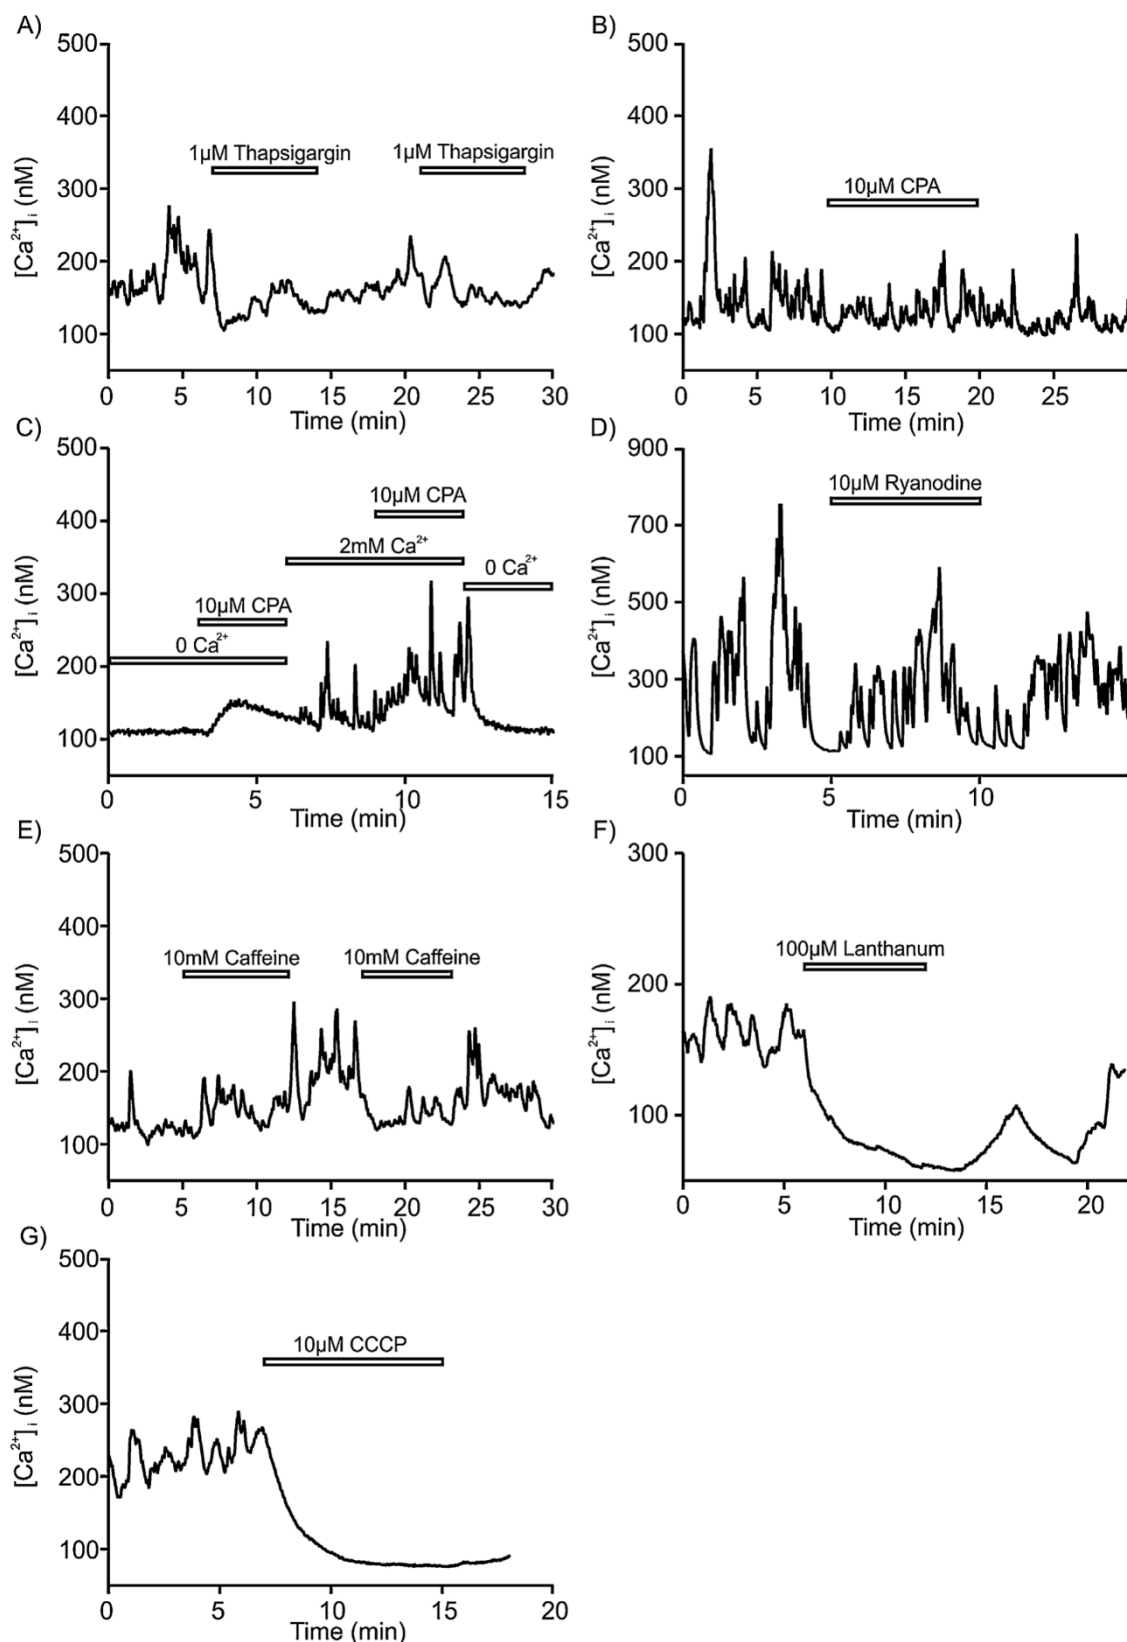 A)
500
400
300
200
100
[Ca²⁺]ᵢ (nM)
1µM Thapsigargin
1µM Thapsigargin
0 5 10 15 20 25 30
Time (min)
B)
500
400
300
200
100
[Ca²⁺]ᵢ (nM)
10µM CPA
0 5 10 15 20 25
Time (min)
C)
500
400
300
200
100
[Ca²⁺]ᵢ (nM)
10µM CPA
2mM Ca²⁺
0 Ca²⁺
10µM CPA
0 Ca²⁺
0 5 10 15
Time (min)
D)
900
700
500
300
100
[Ca²⁺]ᵢ (nM)
10µM Ryanodine
0 5 10
Time (min)
E)
500
400
300
200
100
[Ca²⁺]ᵢ (nM)
10mM Caffeine
10mM Caffeine
0 5 10 15 20 25 30
Time (min)
F)
300
200
100
[Ca²⁺]ᵢ (nM)
100µM Lanthanum
0 5 10 15 20
Time (min)
G)
500
400
300
200
100
[Ca²⁺]ᵢ (nM)
10µM CCCP
0 5 10 15 20
Time (min)